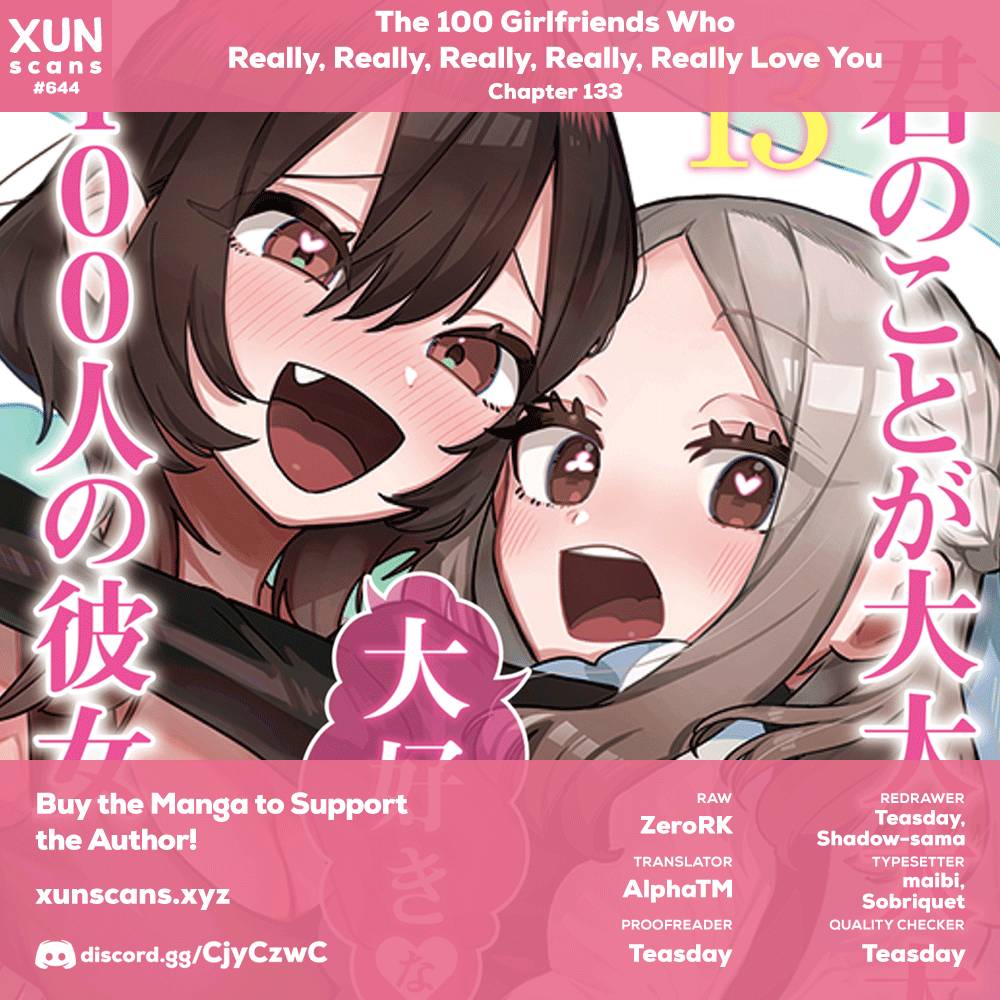 XUN
scans
#644
The 100 Girlfriends Who
Really, Really, Really, Really, Really Love You
Chapter 133
13
君のことが大大
100人の彼女
大好きな
Buy the Manga to Support
the Author!
xunscans.xyz
discord.gg/CjyCzwC
RAW
ZeroRK
TRANSLATOR
AlphaTM
PROOFREADER
Teasday
REDRAWER
Teasday,
Shadow-sama
TYPESETTER
maibi,
Sobriquet
QUALITY CHECKER
Teasday